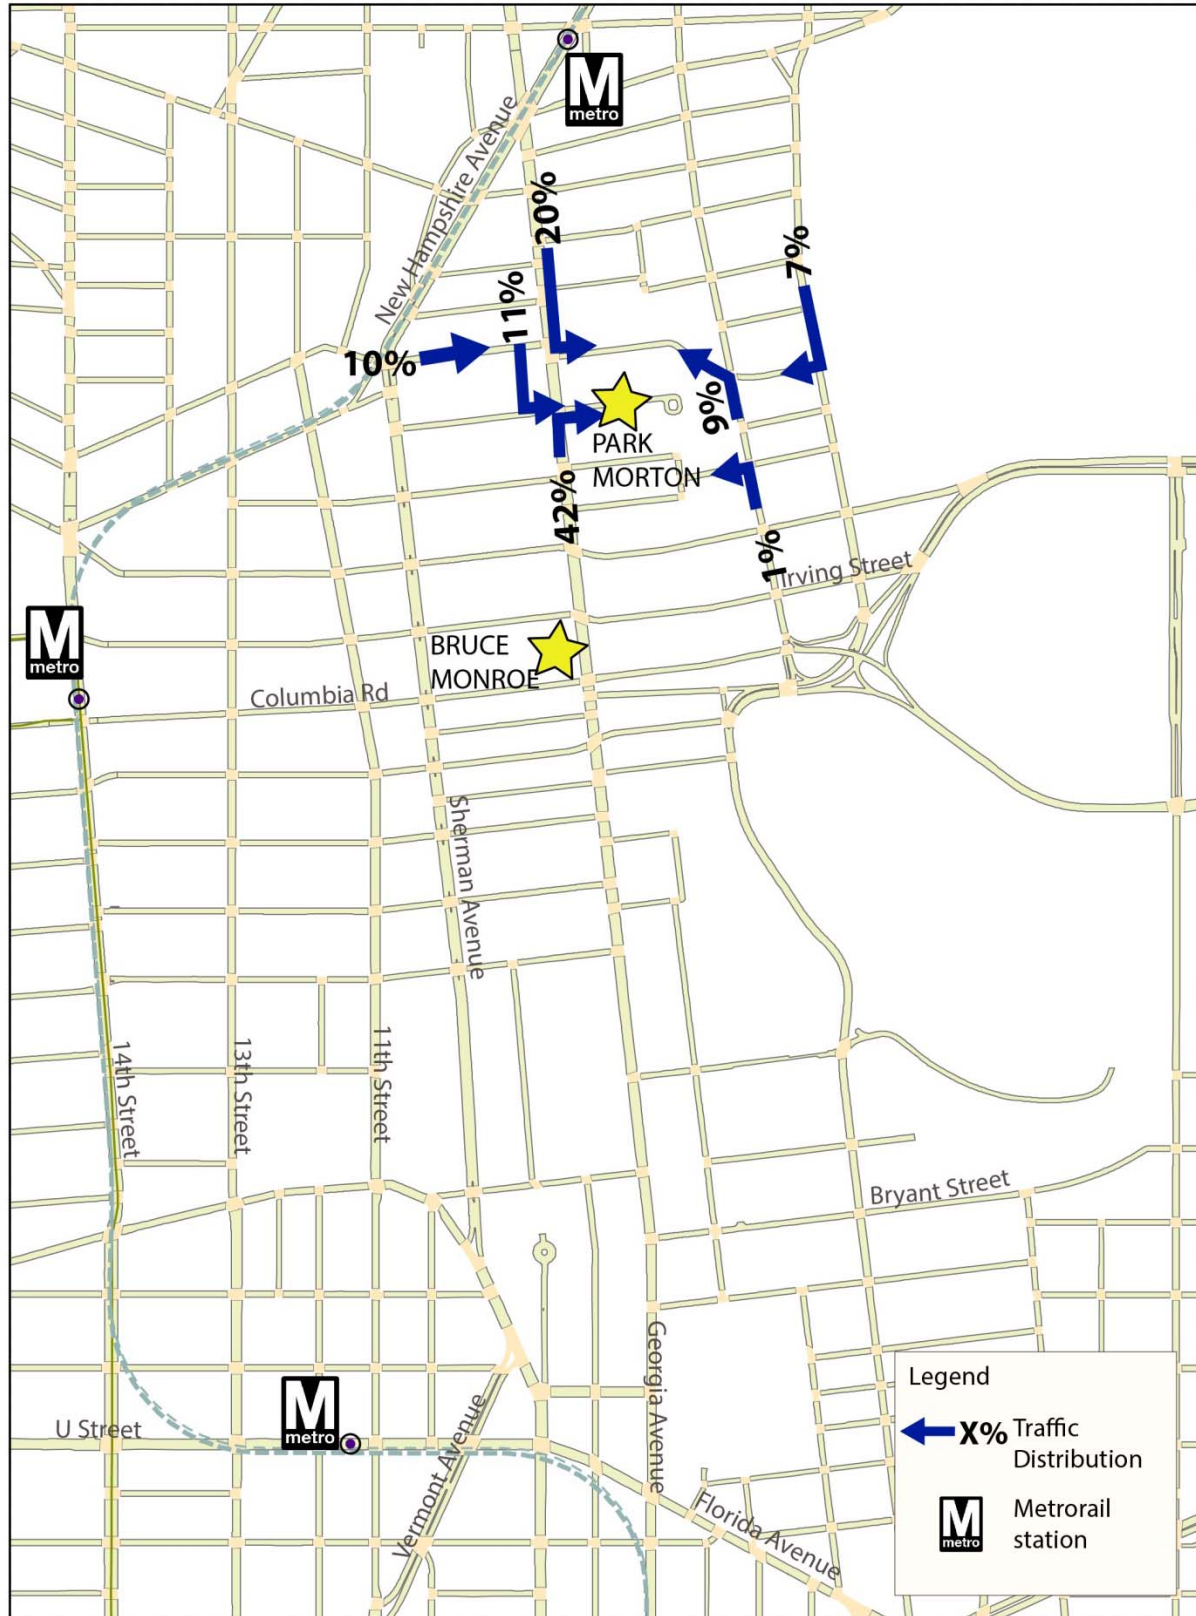 M
metro
New Hampshire Avenue
20%
7%
11%
10%
9%
PARK
MORTON
42%
1%
Irving Street
M
metro
BRUCE
MONROE
Columbia Rd
Sherman Avenue
14th Street
13th Street
11th Street
Bryant Street
Georgia Avenue
U Street
M
metro
Vermont Avenue
Florida Avenue
Legend
X% Traffic
Distribution
M
metro
Metrorail
station